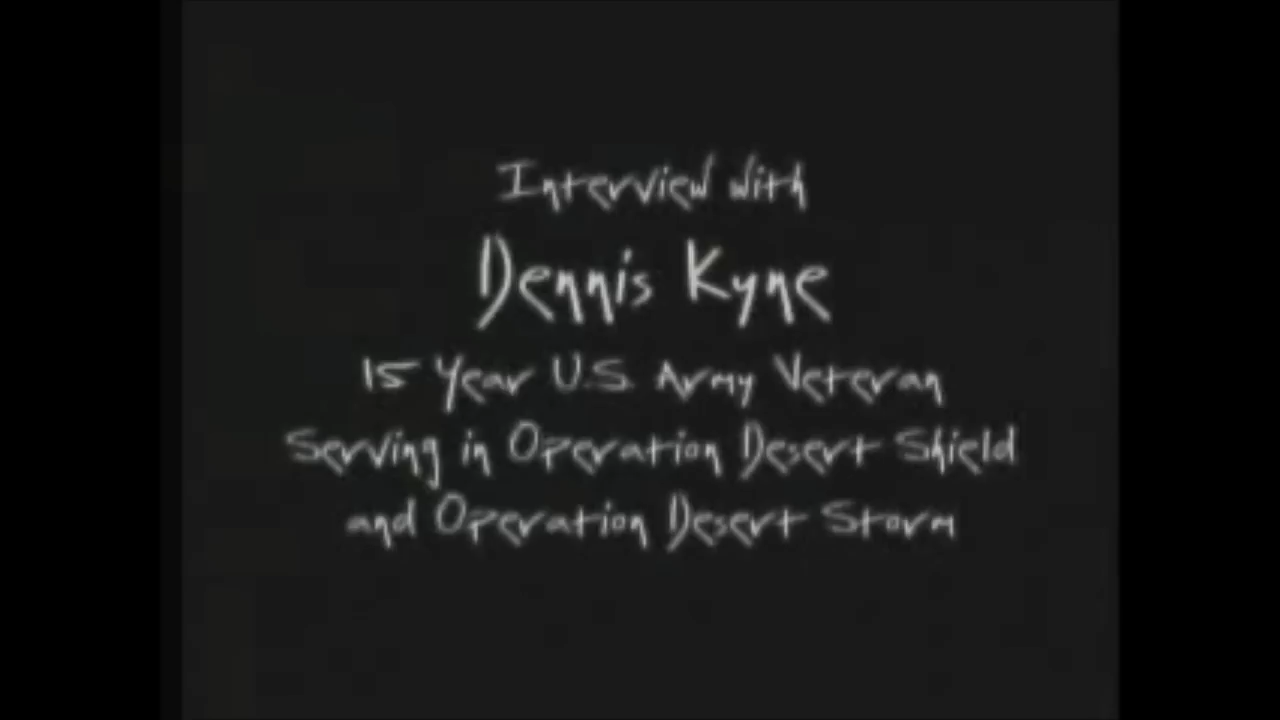 Interview with
Dennis Kyne
15 Year U.S. Army Veteran
Serving in Operation Desert Shield
and Operation Desert Storm